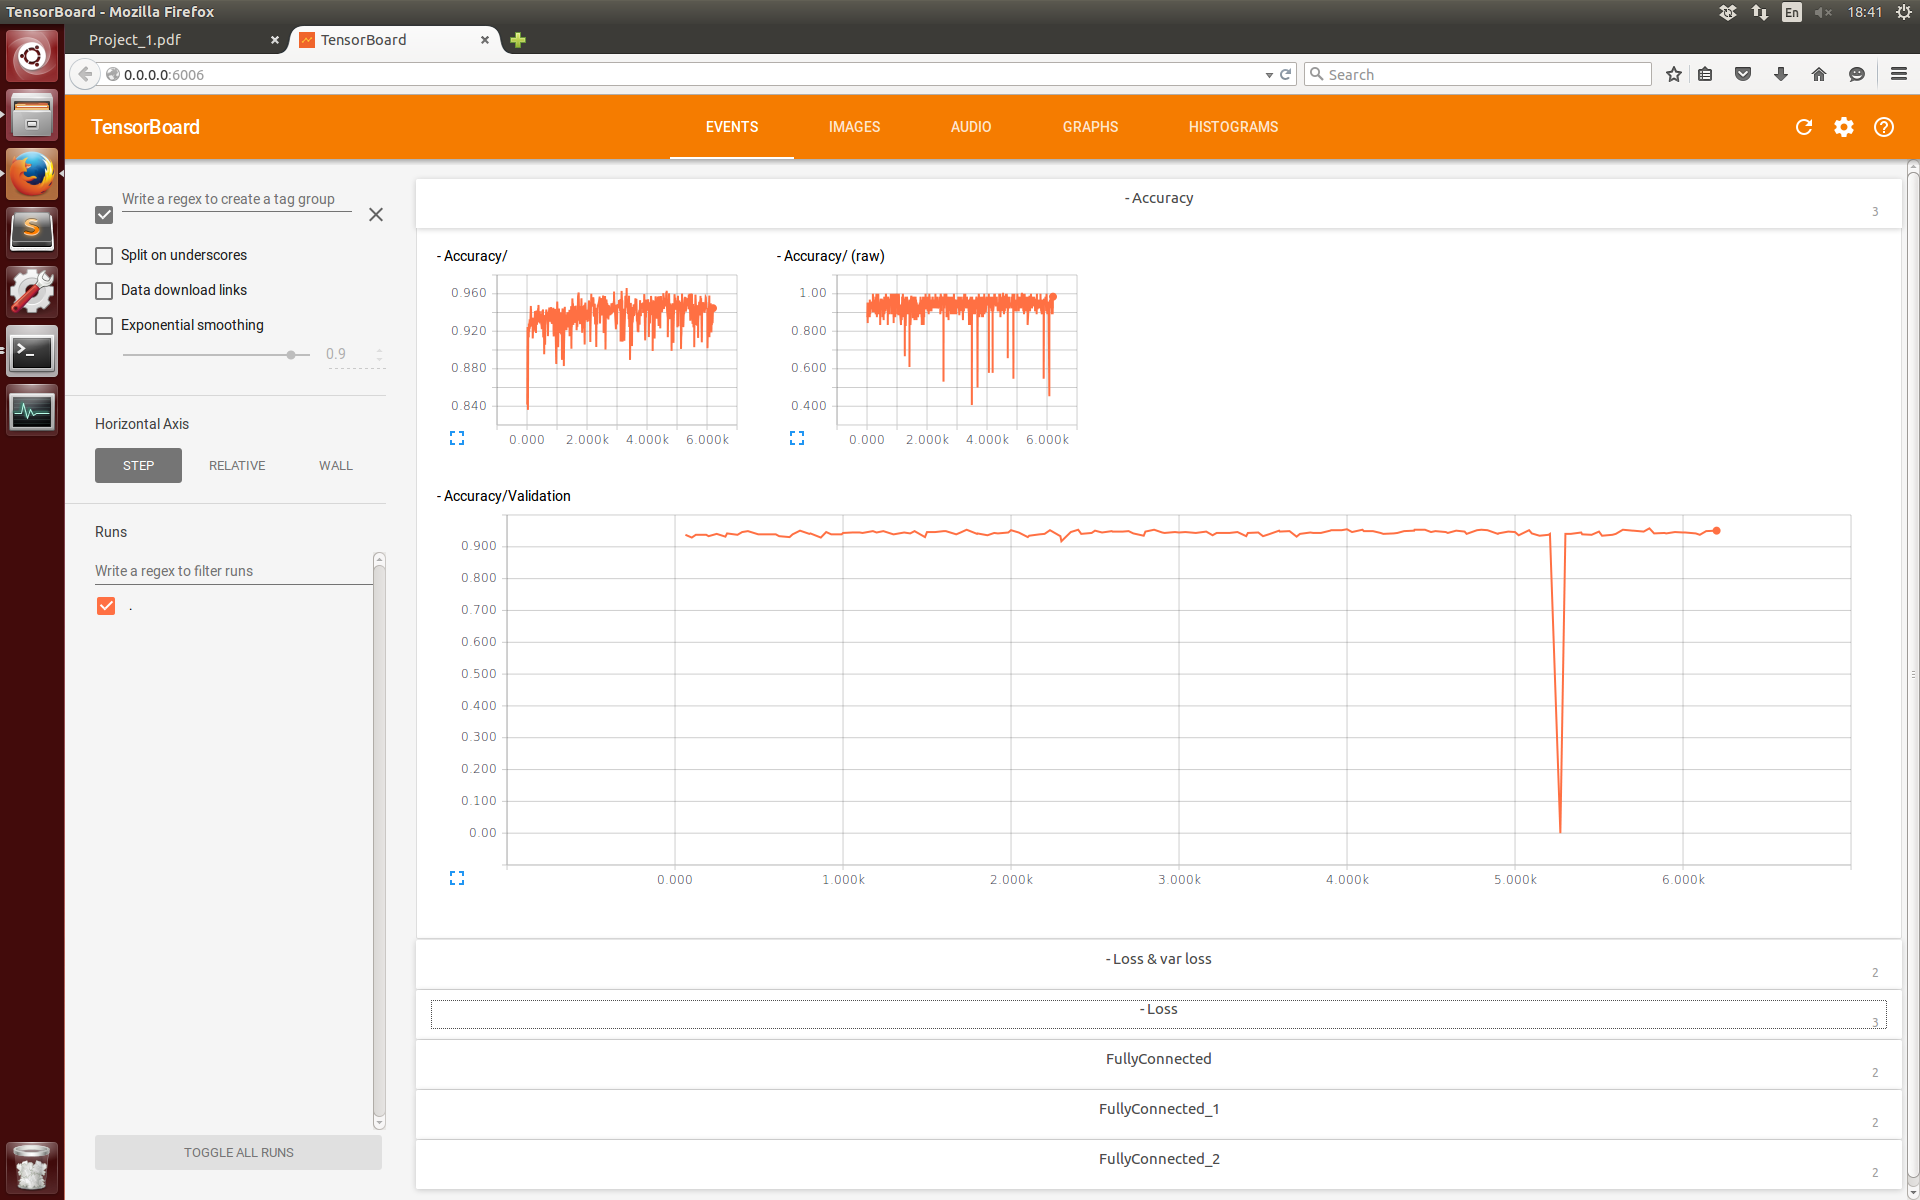 TensorBoard - Mozilla Firefox
En
18:41
Project_1.pdf
TensorBoard
0.0.0.0:6006
Search
TensorBoard
EVENTS
IMAGES
AUDIO
GRAPHS
HISTOGRAMS
Write a regex to create a tag group
Split on underscores
Data download links
Exponential smoothing
0.9
Horizontal Axis
STEP
RELATIVE
WALL
Runs
Write a regex to filter runs
.
TOGGLE ALL RUNS
- Accuracy
3
- Accuracy/
0.960
0.920
0.880
0.840
0.000
2.000k
4.000k
6.000k
- Accuracy/ (raw)
1.00
0.800
0.600
0.400
0.000
2.000k
4.000k
6.000k
- Accuracy/Validation
0.900
0.800
0.700
0.600
0.500
0.400
0.300
0.200
0.100
0.00
0.000
1.000k
2.000k
3.000k
4.000k
5.000k
6.000k
- Loss & var loss
2
- Loss
3
FullyConnected
2
FullyConnected_1
2
FullyConnected_2
2